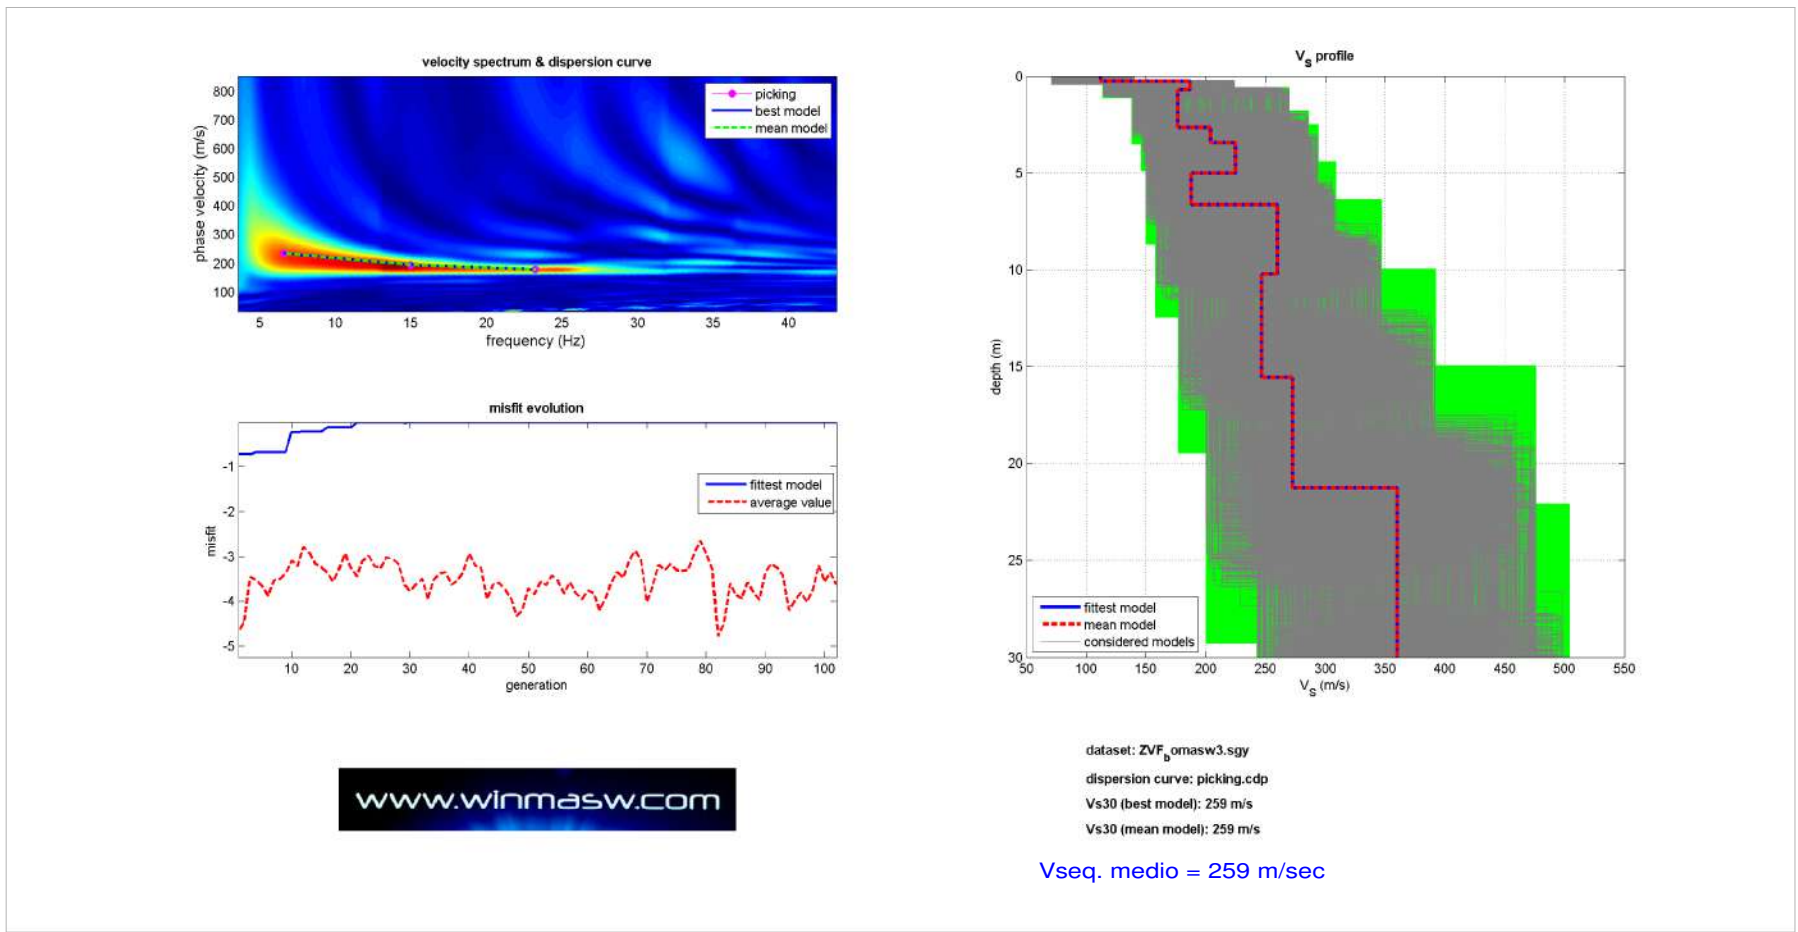 velocity spectrum & dispersion curve
800
700
600
500
400
300
200
100
phase velocity (m/s)
picking
best model
mean model
5 10 15 20 25 30 35 40
frequency (Hz)
misfit evolution
-1
-2
-3
-4
-5
misfit
fittest model
average value
10 20 30 40 50 60 70 80 90 100
generation
www.winmasw.com
VS profile
0
5
10
15
20
25
30
depth (m)
fittest model
mean model
considered models
50 100 150 200 250 300 350 400 450 500 550
VS (m/s)
dataset: ZVFbomasw3.sgy
dispersion curve: picking.cdp
Vs30 (best model): 259 m/s
Vs30 (mean model): 259 m/s
Vseq. medio = 259 m/sec